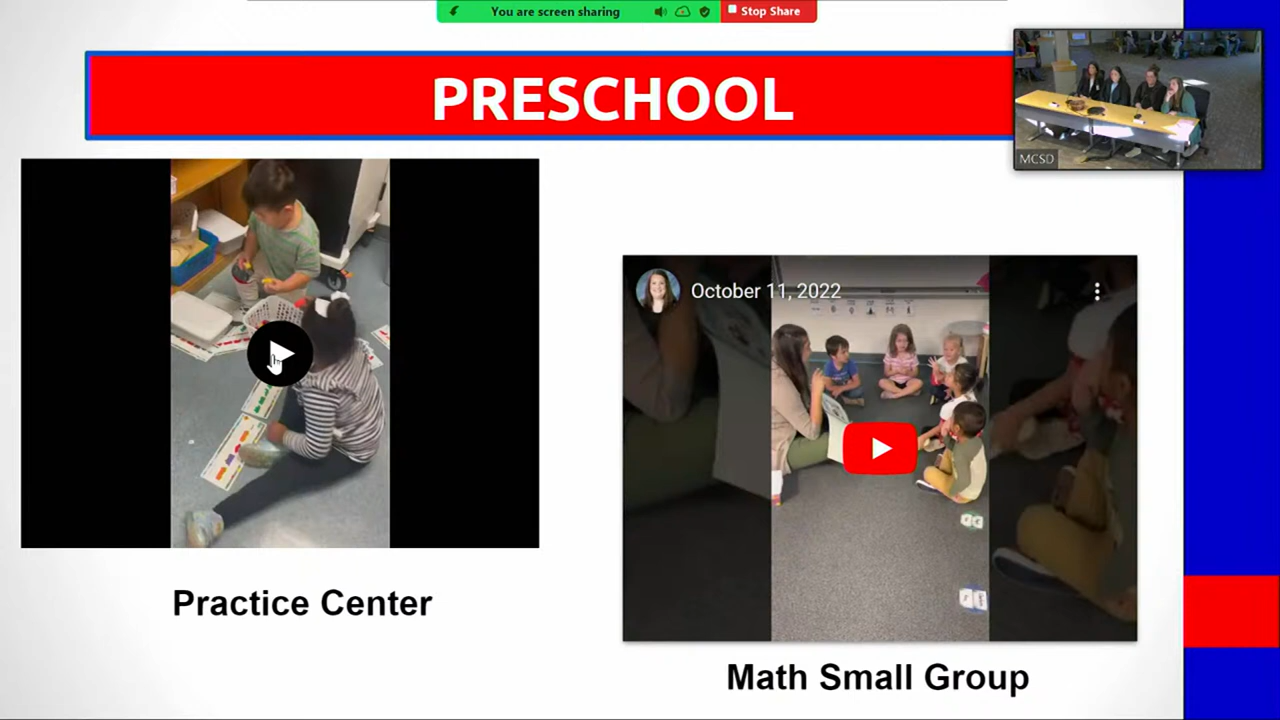 You are screen sharing
Stop Share
PRESCHOOL
MCSD
October 11, 2022
Practice Center
Math Small Group